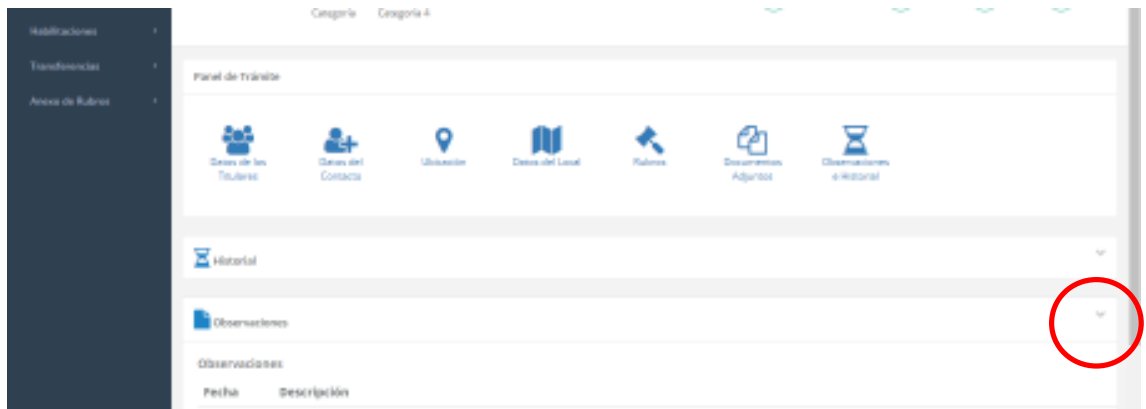 Categoría Categoría 4
Habilitaciones
Transferencias
Anexo de Rubros
Panel de Trámite
Datos de los Titulares
Datos del Contacto
Ubicación
Datos del Local
Rubros
Documentos Adjuntos
Observaciones e Historial
Historial
Observaciones
Observaciones
Fecha Descripción